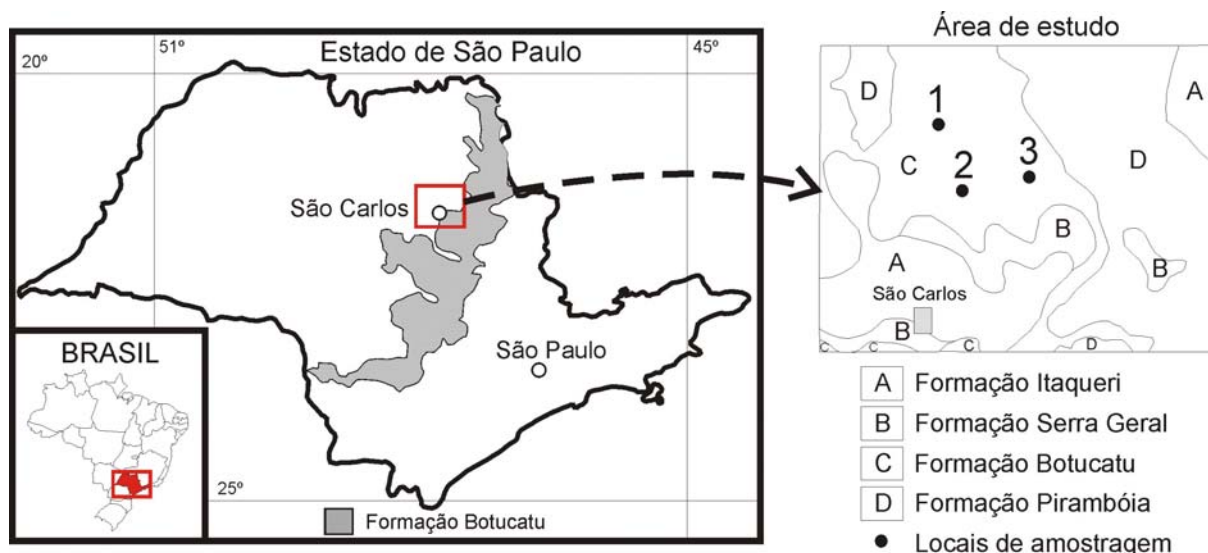 Estado de São Paulo
51º
45º
20º
São Carlos
São Paulo
BRASIL
25º
Formação Botucatu
Área de estudo
D
A
1
C
2
3
D
B
A
B
São Carlos
B
C
C
C
D
A Formação Itaqueri
B Formação Serra Geral
C Formação Botucatu
D Formação Pirambóia
Locais de amostragem